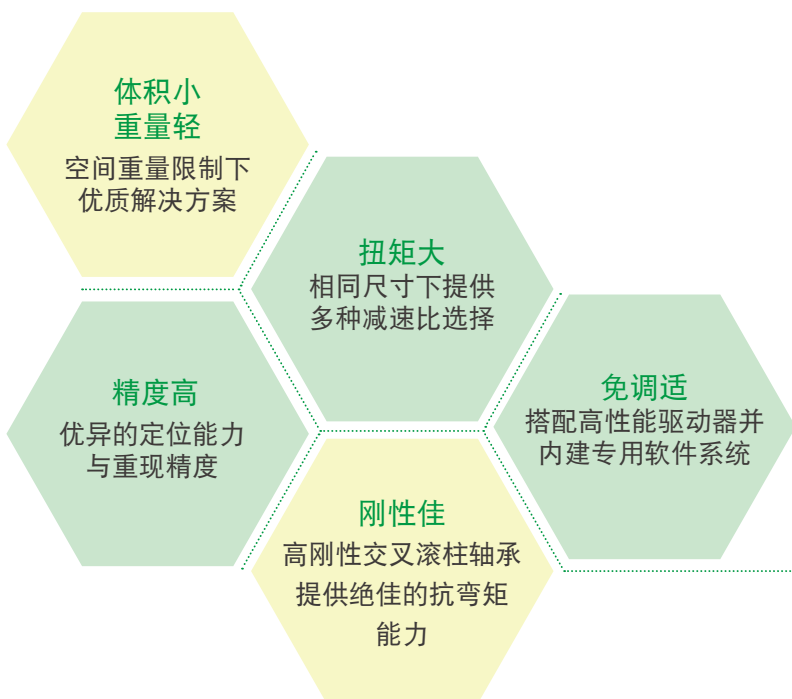 体积小
重量轻
空间重量限制下
优质解决方案
扭矩大
相同尺寸下提供
多种减速比选择
精度高
优异的定位能力
与重现精度
免调适
搭配高性能驱动器并
内建专用软件系统
刚性佳
高刚性交叉滚柱轴承
提供绝佳的抗弯矩
能力